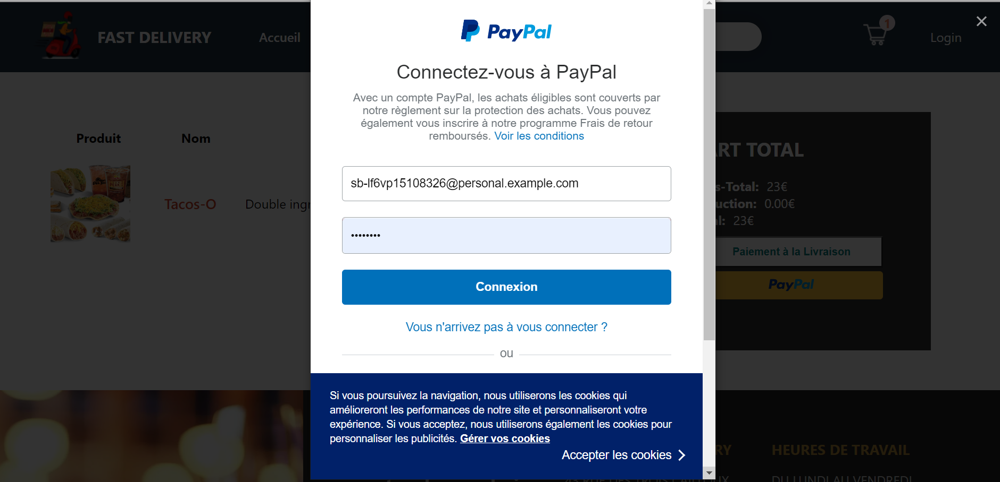 FAST DELIVERY
Accueil
1
Login
PayPal
Connectez-vous à PayPal
Avec un compte PayPal, les achats éligibles sont couverts par
notre règlement sur la protection des achats. Vous pouvez
également vous inscrire à notre programme Frais de retour
remboursés. Voir les conditions
sb-lf6vp15108326@personal.example.com
••••••••
Connexion
Vous n'arrivez pas à vous connecter ?
ou
Si vous poursuivez la navigation, nous utiliserons les cookies qui
amélioreront les performances de notre site et personnaliseront votre
expérience. Si vous acceptez, nous utiliserons également les cookies pour
personnaliser les publicités. Gérer vos cookies
Accepter les cookies
Produit
Nom
Tacos-O
Double ingr
ART TOTAL
s-Total: 23€
uction: 0.00€
l: 23€
Paiement à la Livraison
PayPal
RY
HEURES DE TRAVAIL
DU LUNDI AU VENDREDI